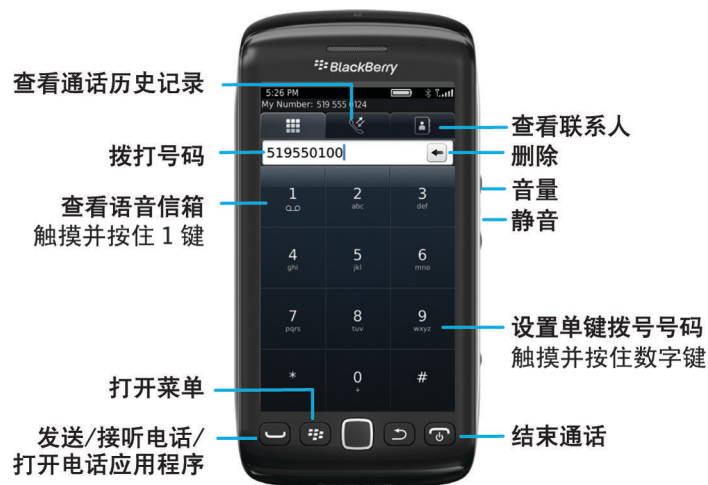 BlackBerry
5:26 PM
My Number: 519 555 0124
519550100
1
2
abc
3
def
4
ghi
5
jkl
6
mno
7
pqrs
8
tuv
9
wxyz
*
0
+
#
查看通话历史记录
拨打号码
查看语音信箱
触摸并按住 1 键
打开菜单
发送/接听电话/
打开电话应用程序
查看联系人
删除
音量
静音
设置单键拨号号码
触摸并按住数字键
结束通话